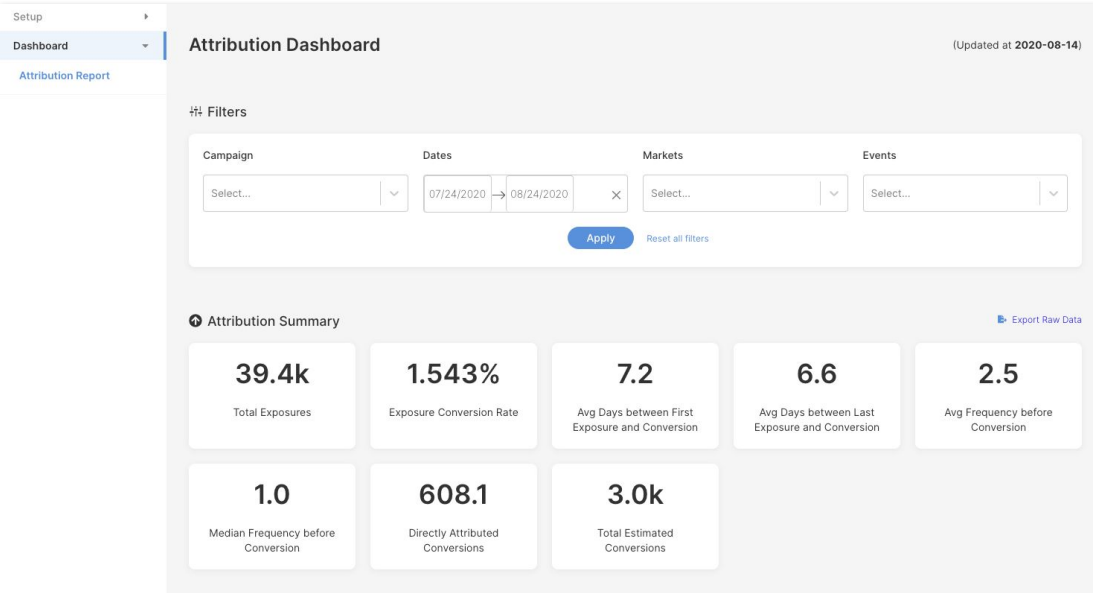 Setup
Dashboard
Attribution Report
Attribution Dashboard
(Updated at 2020-08-14)
Filters
Campaign
Dates
Markets
Events
Select...
07/24/2020
08/24/2020
Select...
Select...
Apply
Reset all filters
Attribution Summary
Export Raw Data
39.4k
Total Exposures
1.543%
Exposure Conversion Rate
7.2
Avg Days between First
Exposure and Conversion
6.6
Avg Days between Last
Exposure and Conversion
2.5
Avg Frequency before
Conversion
1.0
Median Frequency before
Conversion
608.1
Directly Attributed
Conversions
3.0k
Total Estimated
Conversions